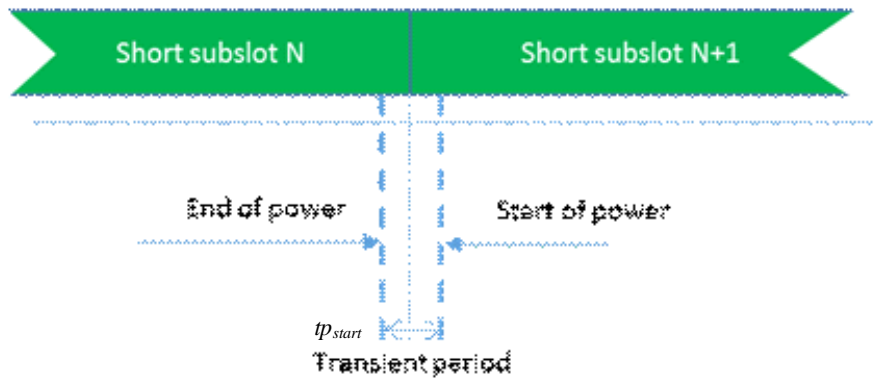 Short subslot N
Short subslot N+1
End of power
Start of power
tpstart
Transient period